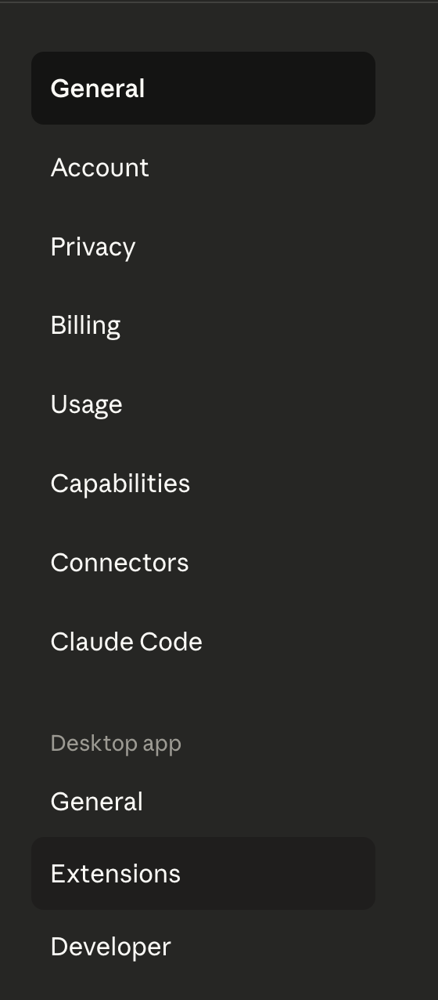 General
Account
Privacy
Billing
Usage
Capabilities
Connectors
Claude Code
Desktop app
General
Extensions
Developer